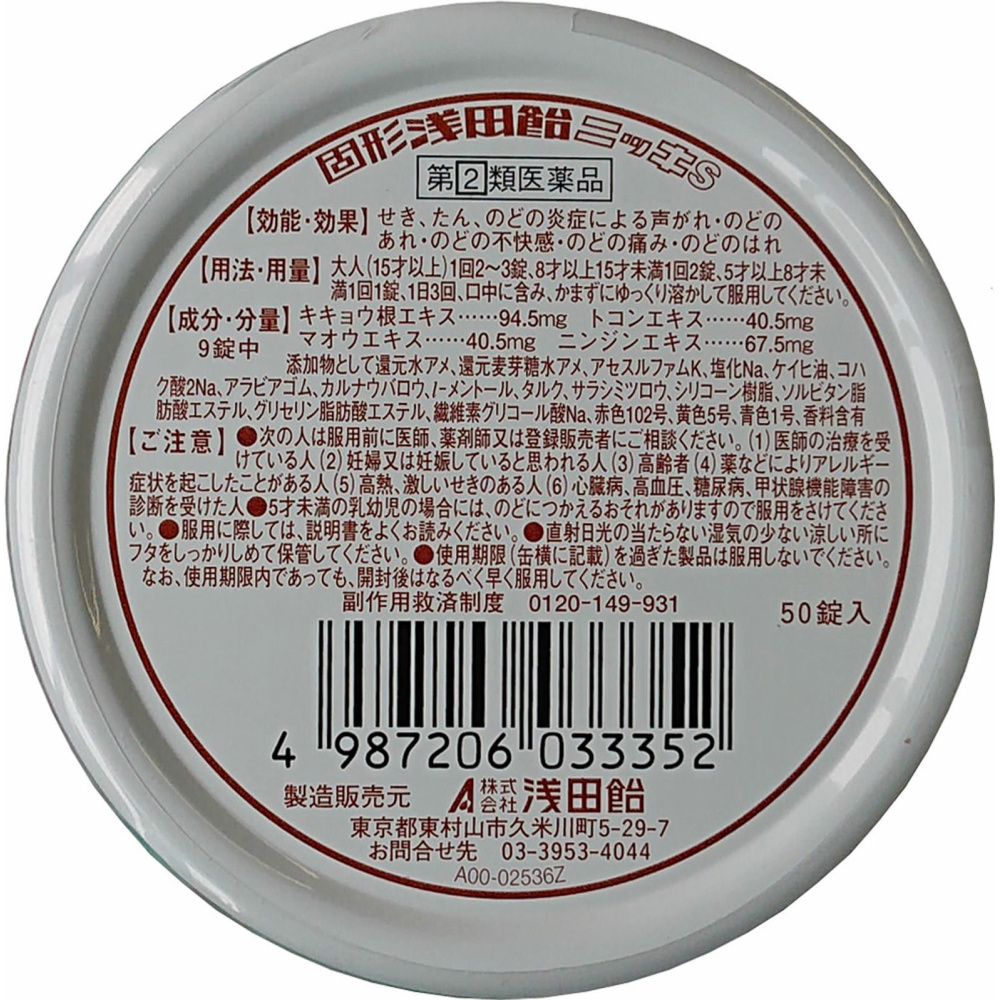 固形浅田飴ニッキS
第②類医薬品
【効能・効果】せき、たん、のどの炎症による声がれ・のどの
あれ・のどの不快感・のどの痛み・のどのはれ
【用法・用量】大人(15才以上)1回2〜3錠、8才以上15才未満1回2錠、5才以上8才未
満1回1錠、1日3回、口中に含み、かまずにゆっくり溶かして服用してください。
【成分・分量】キキョウ根エキス……94.5mg トコンエキス……40.5mg
9錠中 マオウエキス……40.5mg ニンジンエキス……67.5mg
添加物として還元水アメ、還元麦芽糖水アメ、アセスルファムK、塩化Na、ケイヒ油、コハ
ク酸2Na、アラビアゴム、カルナウバロウ、ℓ-メントール、タルク、サラシミツロウ、シリコーン樹脂、ソルビタン脂
肪酸エステル、グリセリン脂肪酸エステル、繊維素グリコール酸Na、赤色102号、黄色5号、青色1号、香料含有
【ご注意】●次の人は服用前に医師、薬剤師又は登録販売者にご相談ください。(1)医師の治療を受
けている人(2)妊婦又は妊娠していると思われる人(3)高齢者(4)薬などによりアレルギー
症状を起こしたことがある人(5)高熱、激しいせきのある人(6)心臓病、高血圧、糖尿病、甲状腺機能障害の
診断を受けた人●5才未満の乳幼児の場合には、のどにつかえるおそれがありますので服用をさけてくださ
い。●服用に際しては、説明書をよくお読みください。●直射日光の当たらない湿気の少ない涼しい所に
フタをしっかりしめて保管してください。●使用期限(缶横に記載)を過ぎた製品は服用しないでください。
なお、使用期限内であっても、開封後はなるべく早く服用してください。
副作用救済制度 0120-149-931
50錠入
4 987206 033352
製造販売元 株式会社 浅田飴
東京都東村山市久米川町5-29-7
お問合せ先 03-3953-4044
A00-02536Z